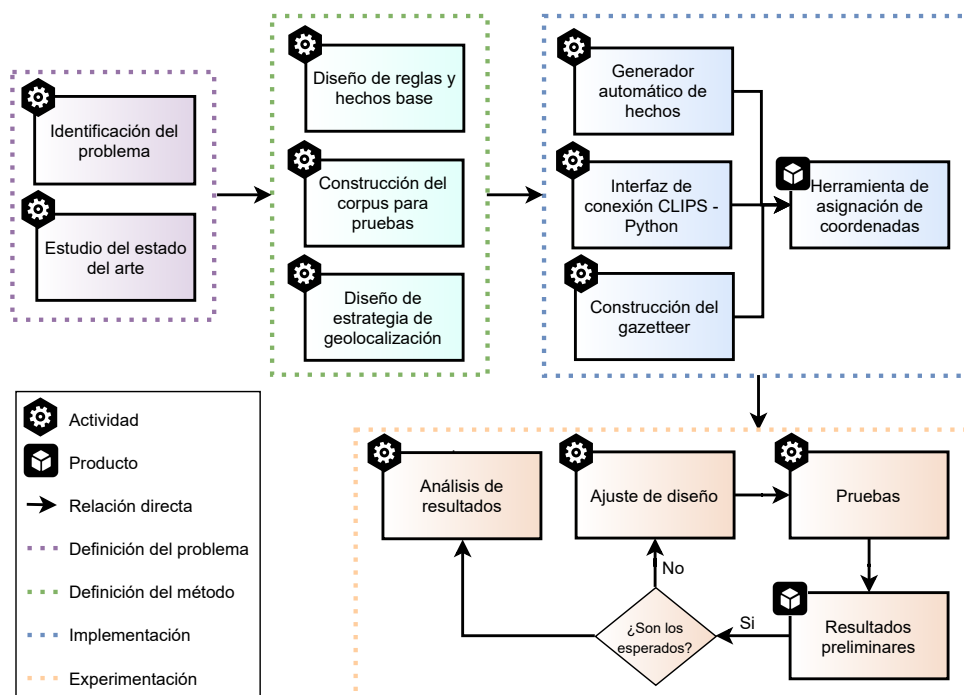 Identificación del
problema
Estudio del estado
del arte
Diseño de reglas y
hechos base
Construcción del
corpus para
pruebas
Diseño de
estrategia de
geolocalización
Generador
automático de
hechos
Interfaz de
conexión CLIPS -
Python
Construcción del
gazetteer
Herramienta de
asignación de
coordenadas
Actividad
Producto
Relación directa
Definición del problema
Definición del método
Implementación
Experimentación
Análisis de
resultados
Ajuste de diseño
Pruebas
No
¿Son los
esperados?
Si
Resultados
preliminares